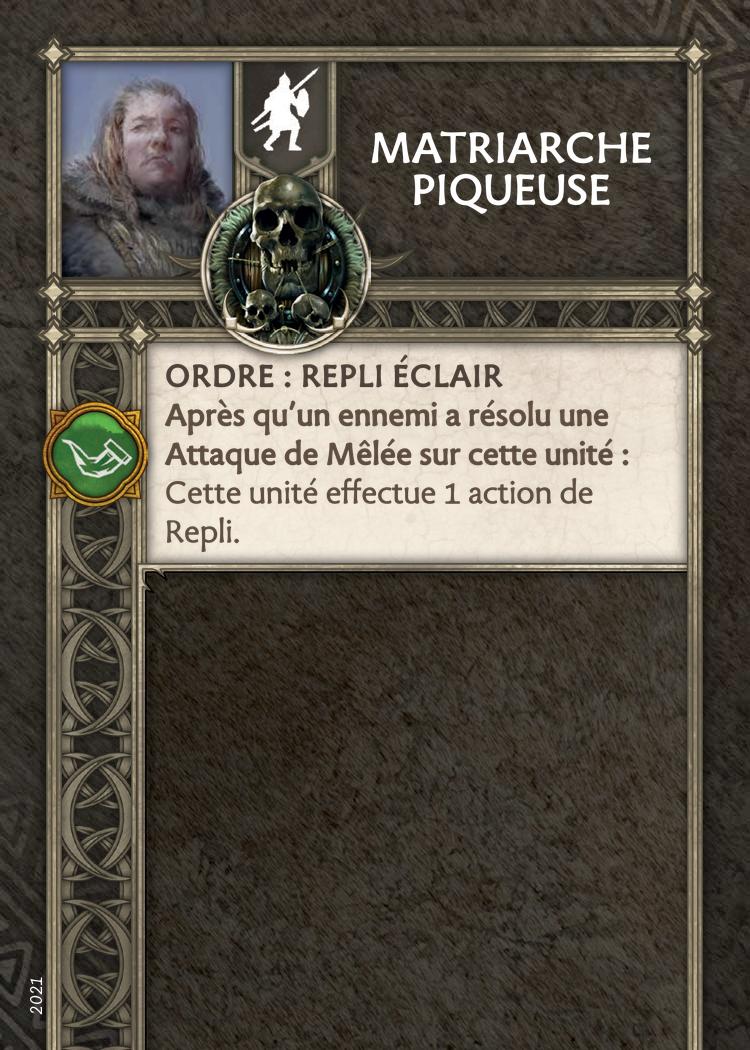 MATRIARCHE
PIQUEUSE
ORDRE : REPLI ÉCLAIR
Après qu'un ennemi a résolu une
Attaque de Mêlée sur cette unité :
Cette unité effectue 1 action de
Repli.
2021